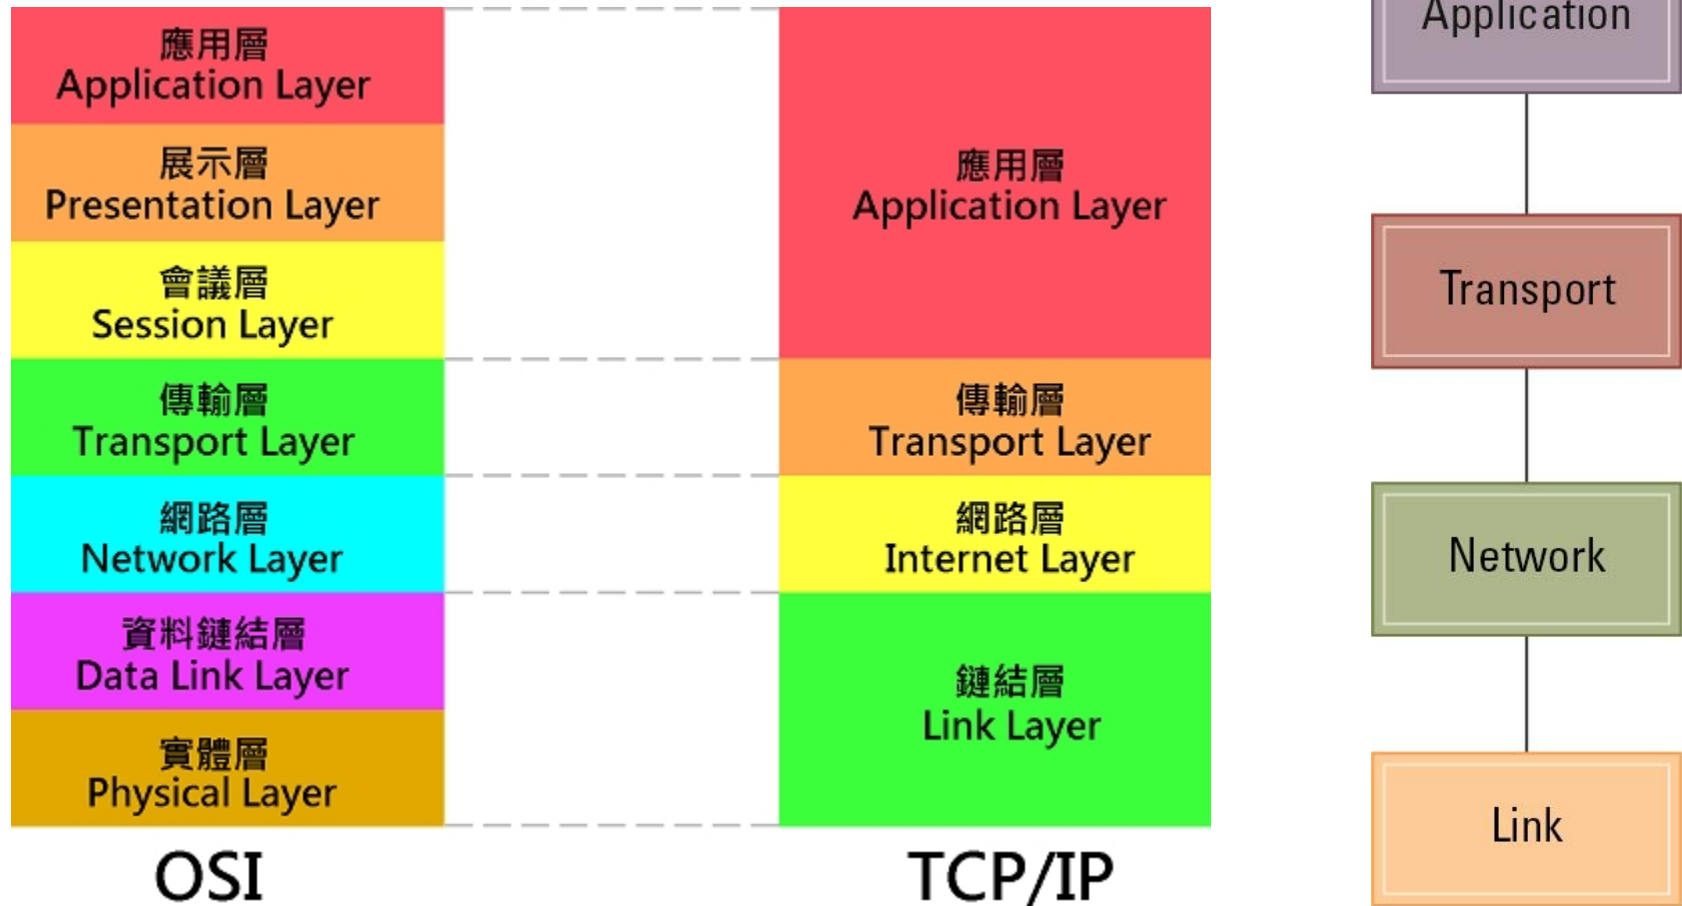 應用層
Application Layer
展示層
Presentation Layer
會議層
Session Layer
傳輸層
Transport Layer
網路層
Network Layer
資料鏈結層
Data Link Layer
實體層
Physical Layer
OSI
應用層
Application Layer
傳輸層
Transport Layer
網路層
Internet Layer
鏈結層
Link Layer
TCP/IP
Application
Transport
Network
Link